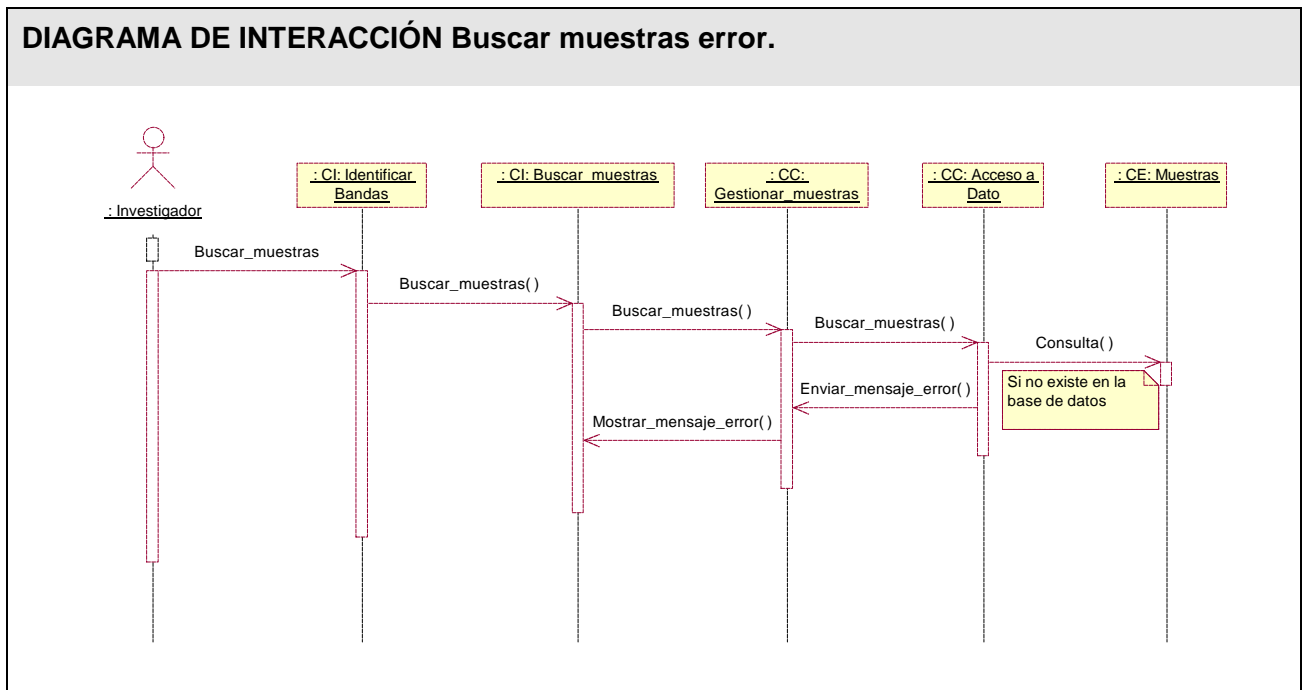 DIAGRAMA DE INTERACCIÓN Buscar muestras error.
: Investigador
: CI: Identificar
Bandas
: CI: Buscar_muestras
: CC:
Gestionar_muestras
: CC: Acceso a
Dato
: CE: Muestras
Buscar_muestras
Buscar_muestras( )
Buscar_muestras( )
Buscar_muestras( )
Consulta( )
Si no existe en la
base de datos
Enviar_mensaje_error( )
Mostrar_mensaje_error( )